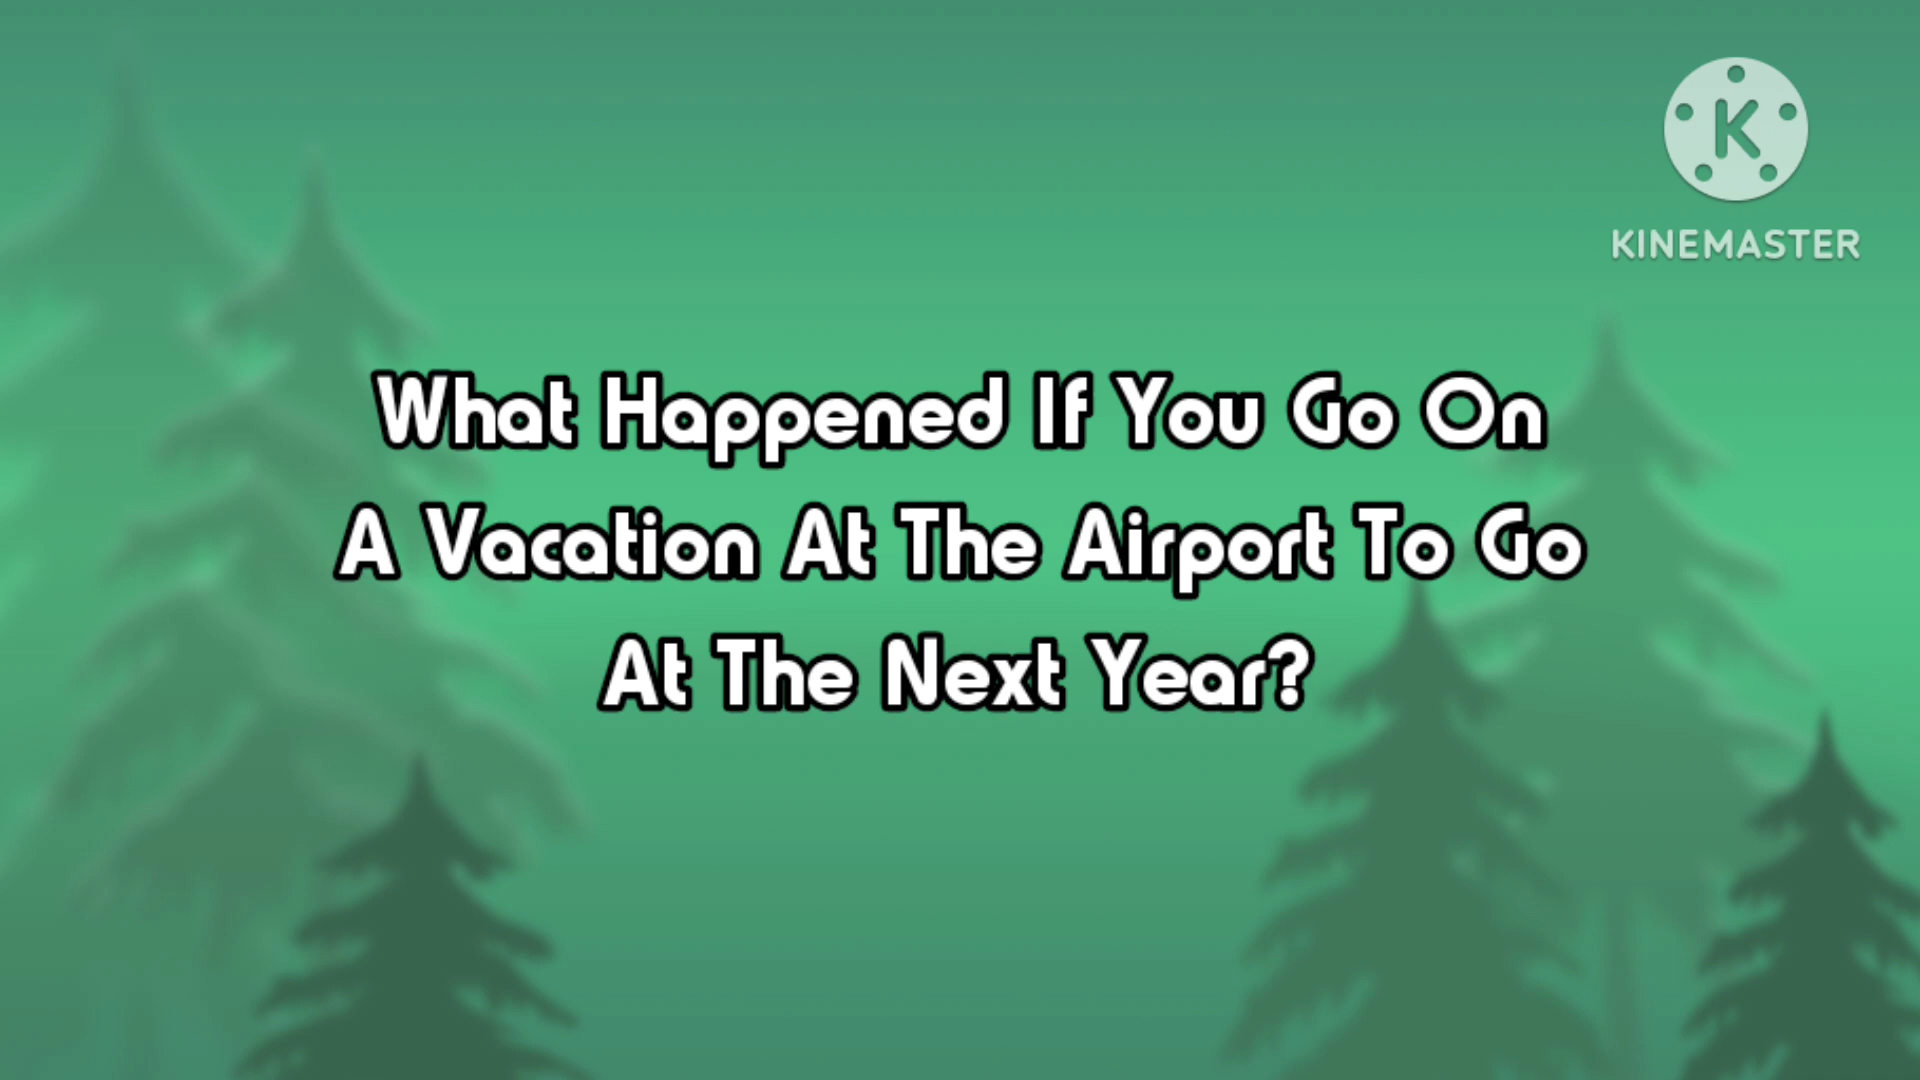 KINEMASTER
What Happened If You Go On
A Vacation At The Airport To Go
At The Next Year?